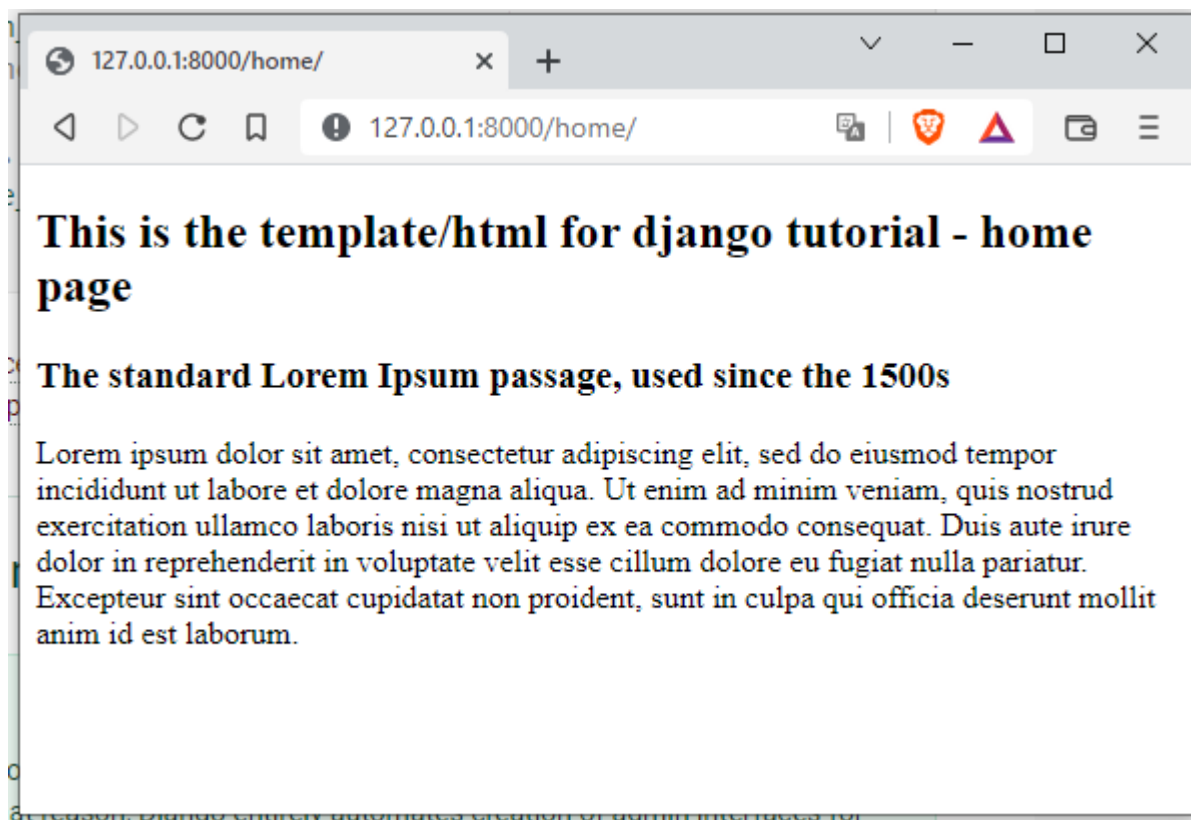 127.0.0.1:8000/home/
127.0.0.1:8000/home/
This is the template/html for django tutorial - home
page
The standard Lorem Ipsum passage, used since the 1500s
Lorem ipsum dolor sit amet, consectetur adipiscing elit, sed do eiusmod tempor
incididunt ut labore et dolore magna aliqua. Ut enim ad minim veniam, quis nostrud
exercitation ullamco laboris nisi ut aliquip ex ea commodo consequat. Duis aute irure
dolor in reprehenderit in voluptate velit esse cillum dolore eu fugiat nulla pariatur.
Excepteur sint occaecat cupidatat non proident, sunt in culpa qui officia deserunt mollit
anim id est laborum.